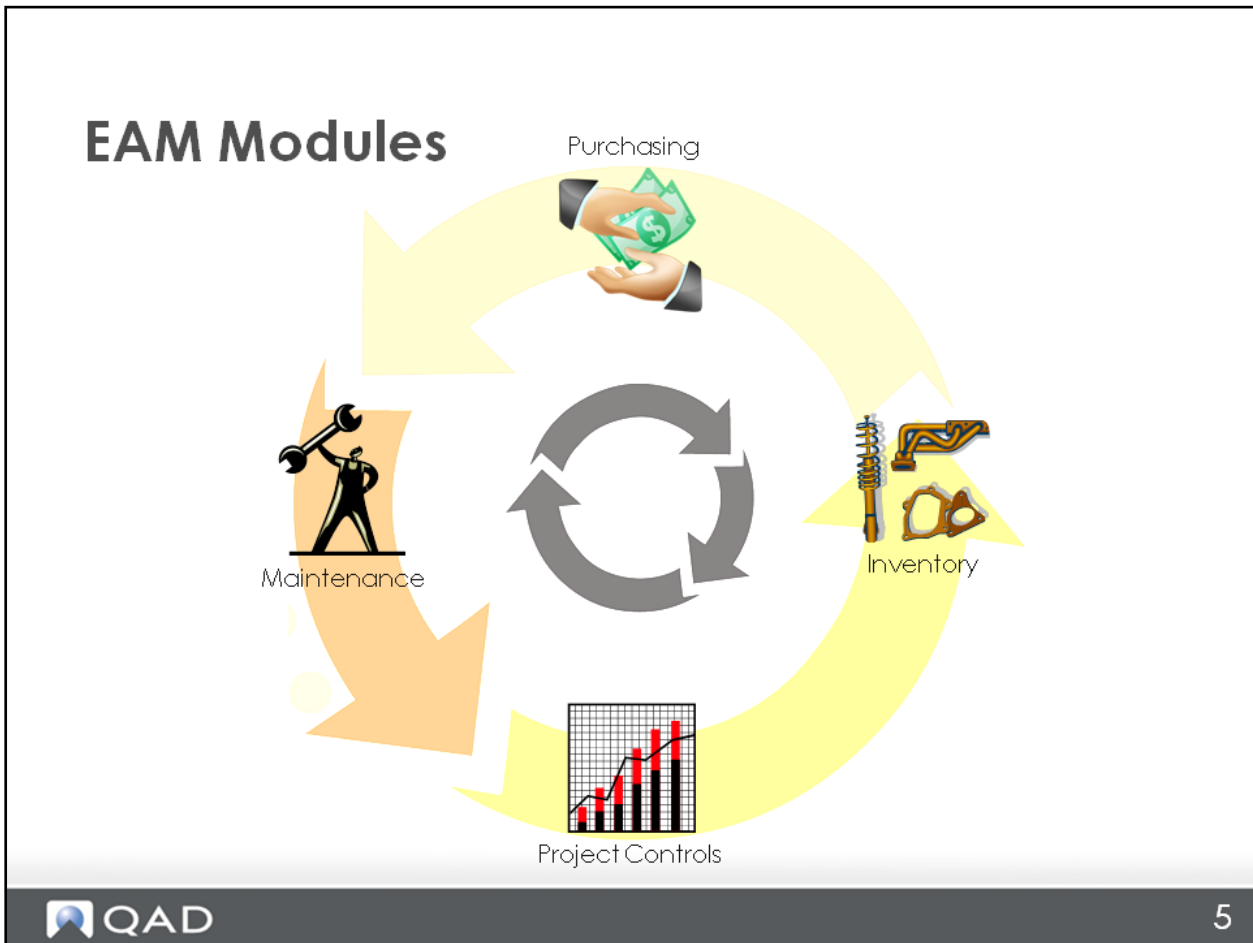 EAM Modules
Purchasing
$
Maintenance
Inventory
Project Controls
QAD
5